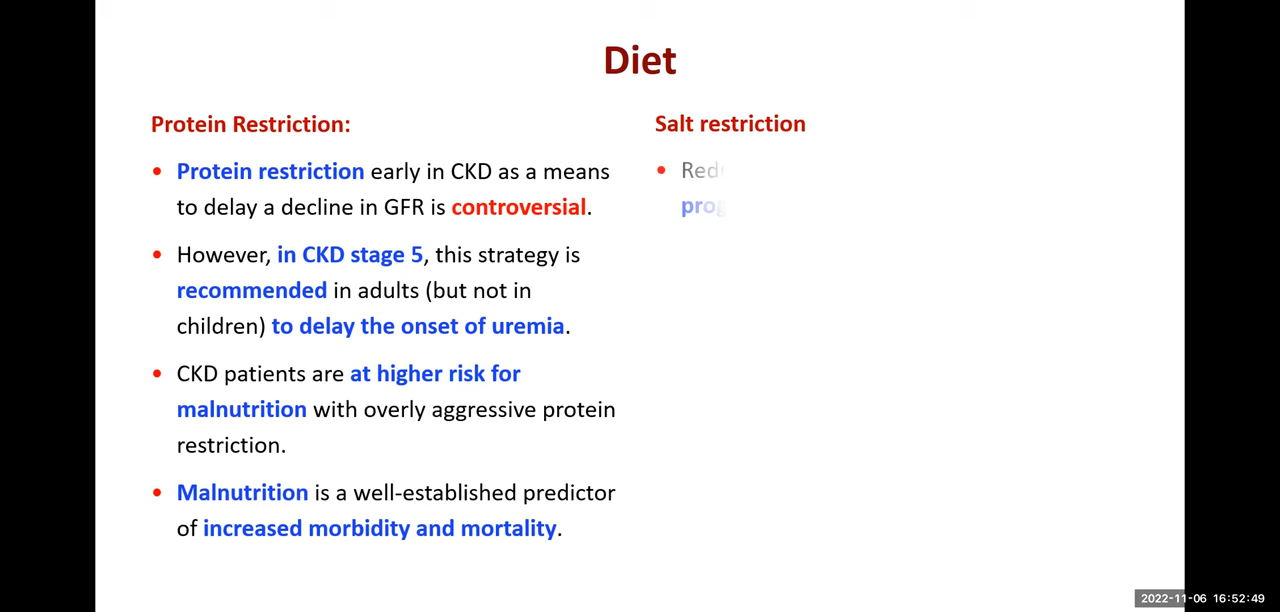 Diet
Protein Restriction:
• Protein restriction early in CKD as a means
to delay a decline in GFR is controversial.
• However, in CKD stage 5, this strategy is
recommended in adults (but not in
children) to delay the onset of uremia.
• CKD patients are at higher risk for
malnutrition with overly aggressive protein
restriction.
• Malnutrition is a well-established predictor
of increased morbidity and mortality.
Salt restriction
2022-11-06 16:52:49